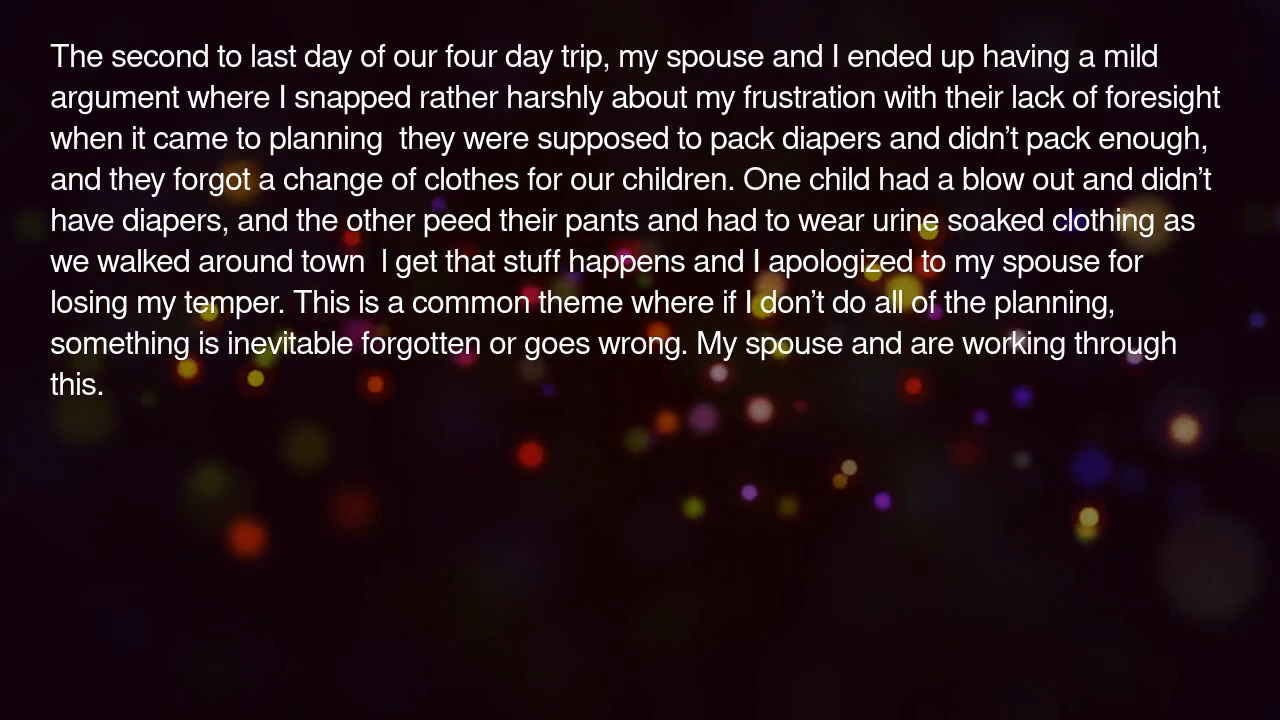 The second to last day of our four day trip, my spouse and I ended up having a mild
argument where I snapped rather harshly about my frustration with their lack of foresight
when it came to planning  they were supposed to pack diapers and didn’t pack enough,
and they forgot a change of clothes for our children. One child had a blow out and didn’t
have diapers, and the other peed their pants and had to wear urine soaked clothing as
we walked around town  I get that stuff happens and I apologized to my spouse for
losing my temper. This is a common theme where if I don’t do all of the planning,
something is inevitable forgotten or goes wrong. My spouse and are working through
this.